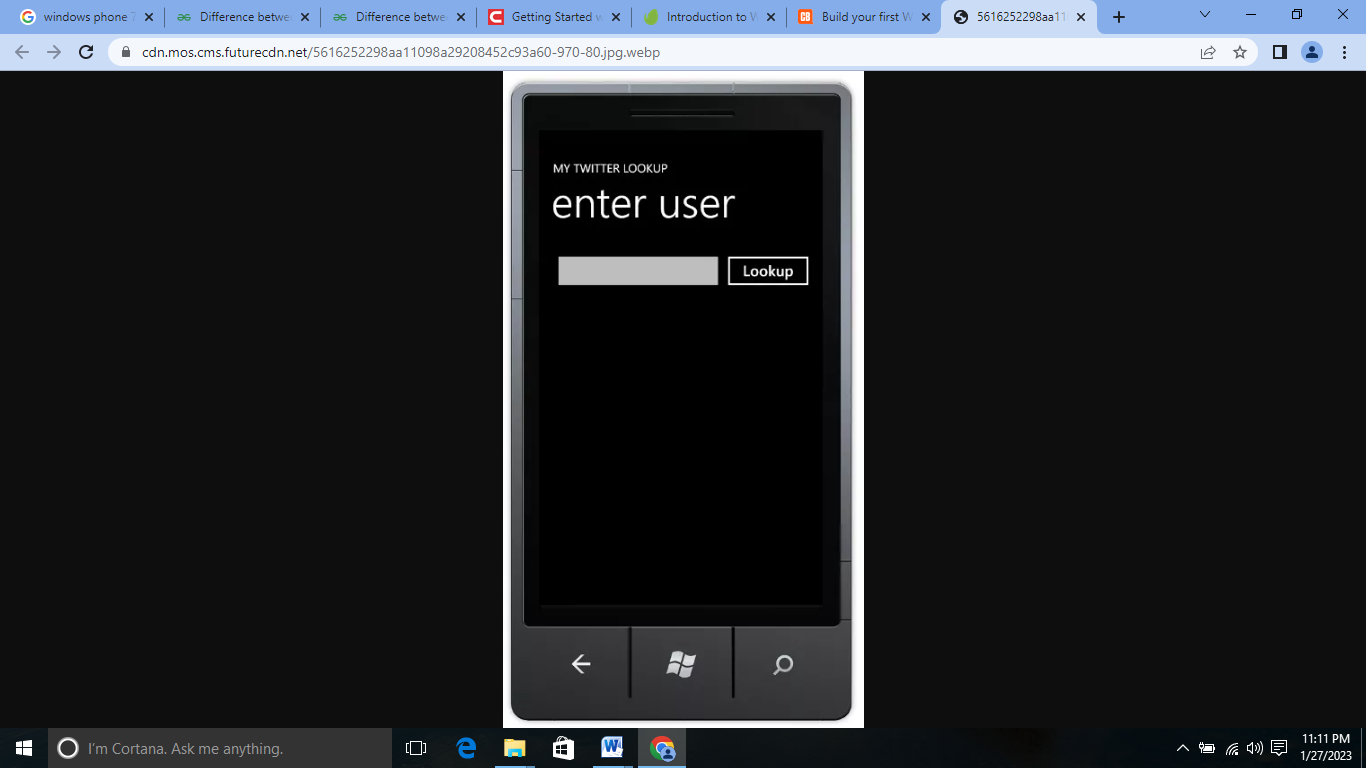 windows phone 7
Difference betwe
Difference betwe
Getting Started w
Introduction to W
Build your first W
5616252298aa11
cdn.mos.cms.futurecdn.net/5616252298aa11098a29208452c93a60-970-80.jpg.webp
MY TWITTER LOOKUP
enter user
Lookup
I'm Cortana. Ask me anything.
11:11 PM
1/27/2023